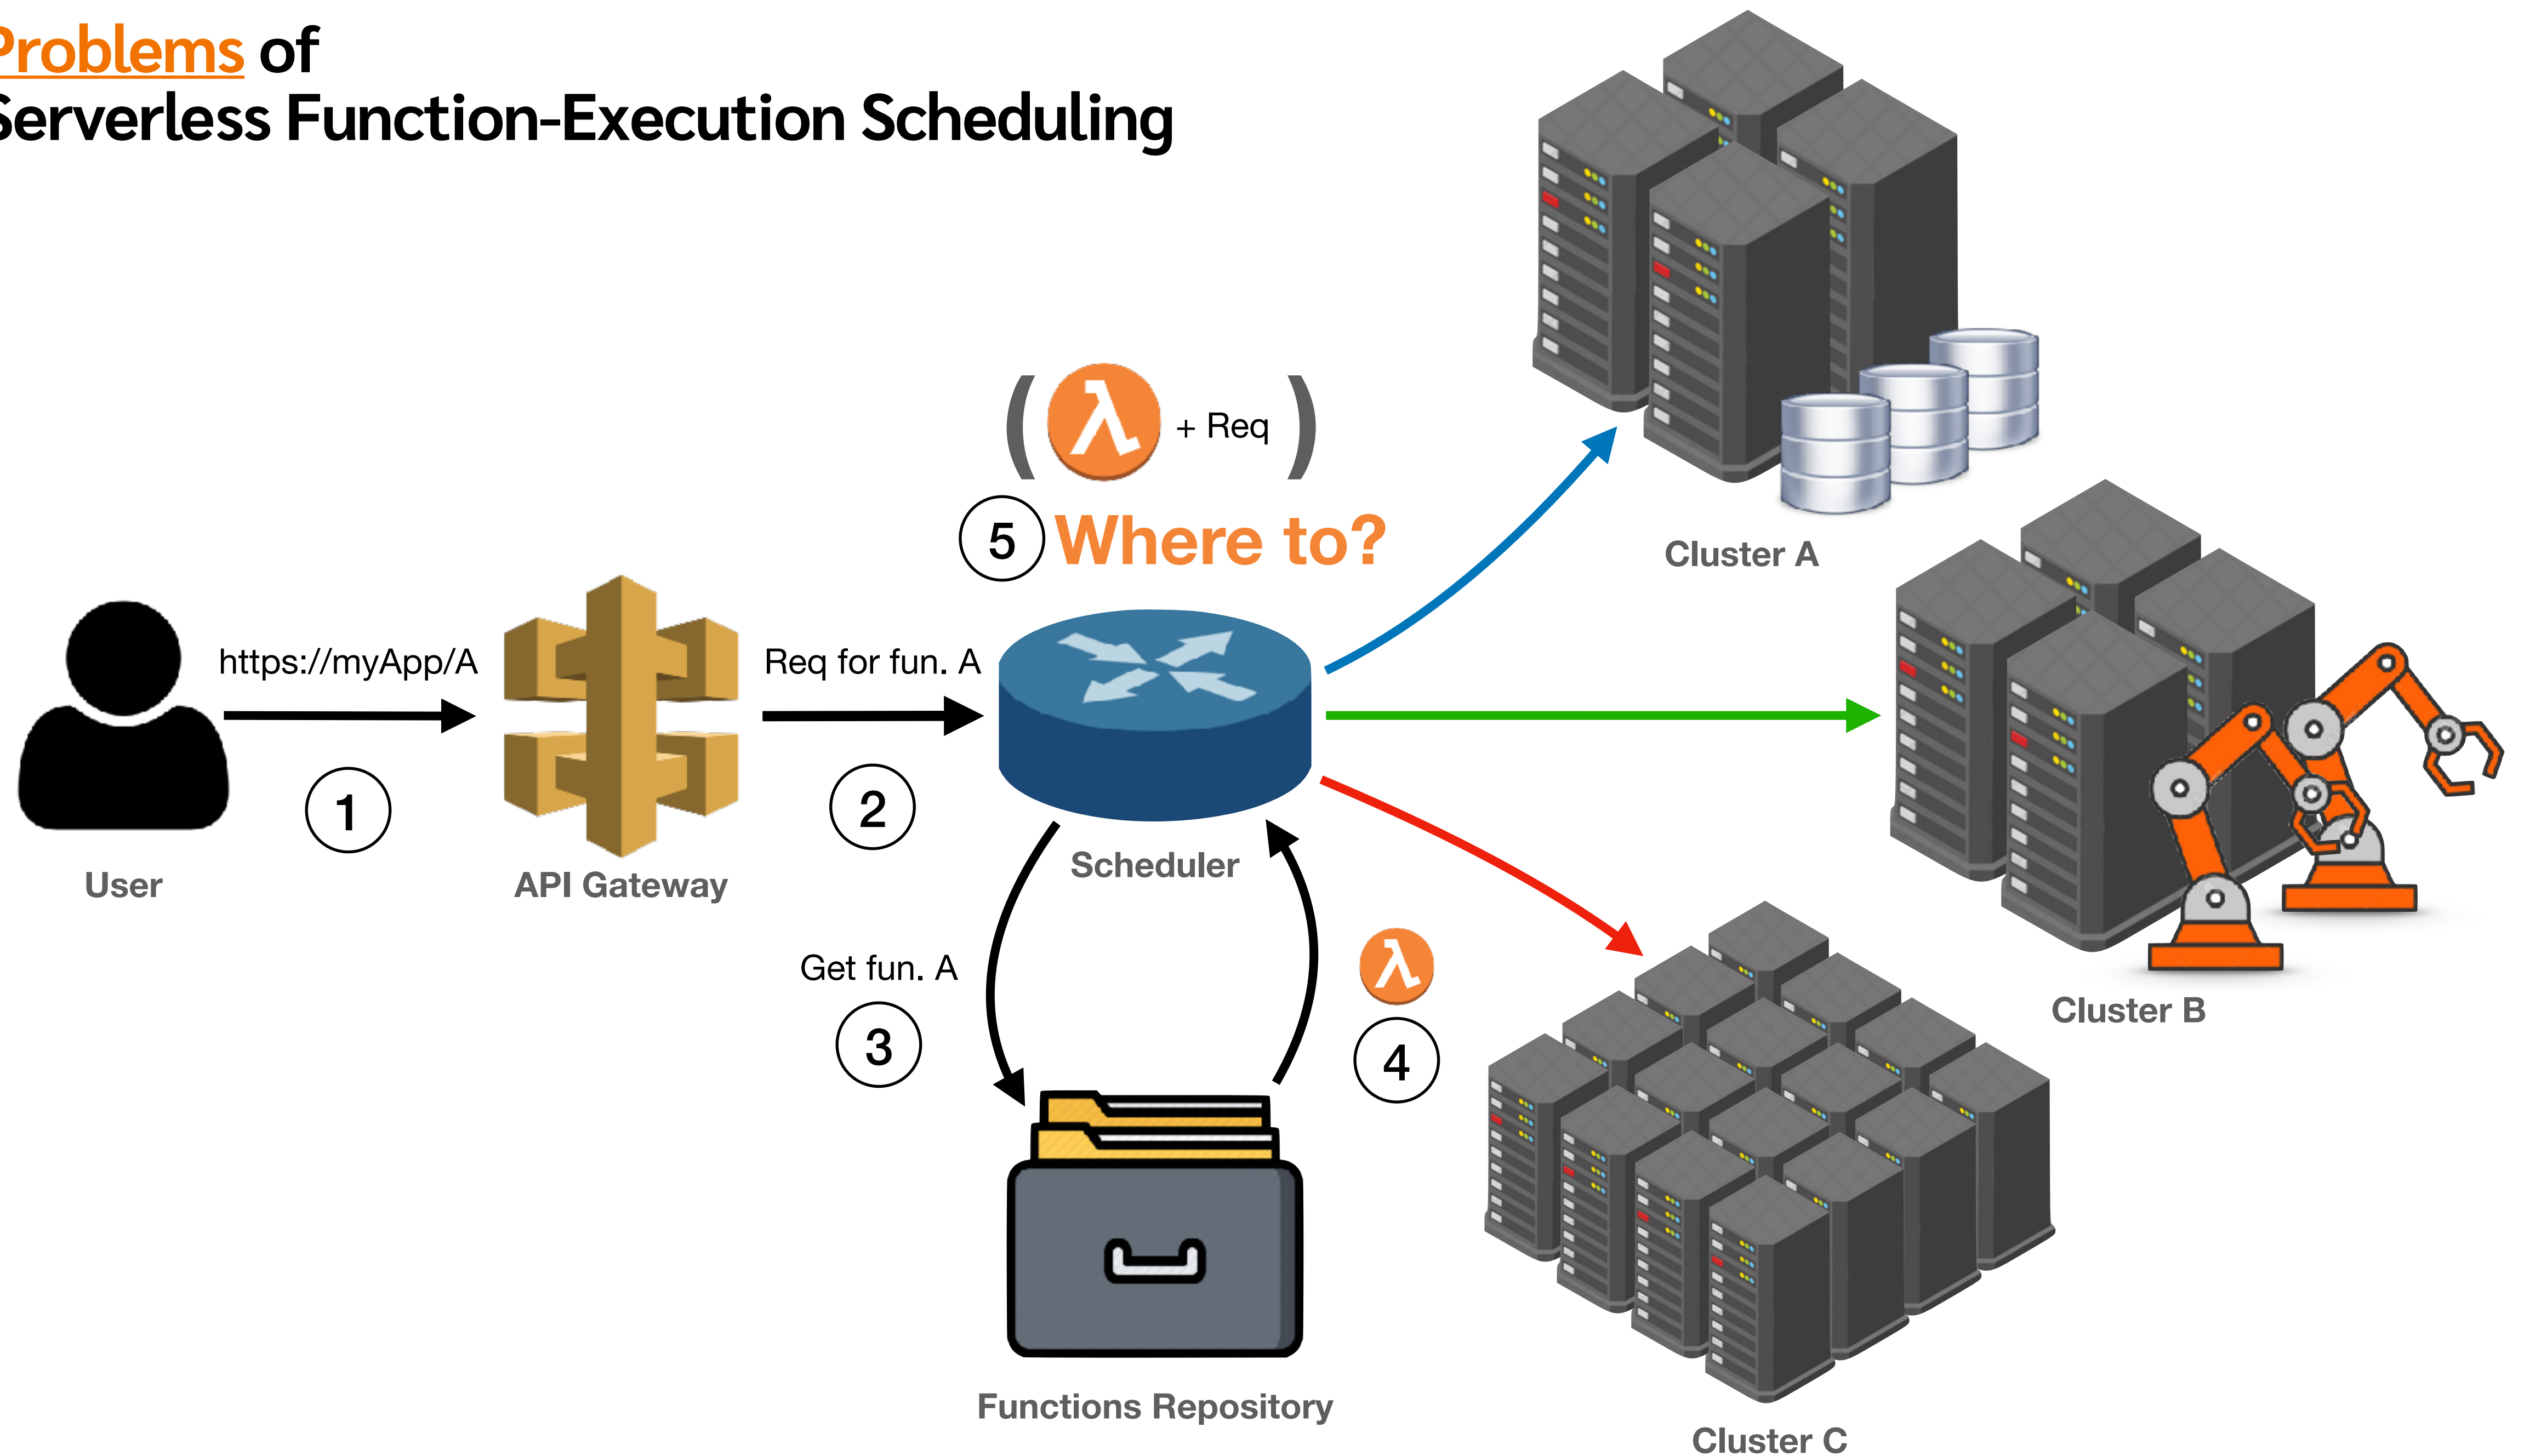 Problems of
Serverless Function-Execution Scheduling
( λ + Req )
5 Where to?
Cluster A
https://myApp/A
Req for fun. A
1
2
User
API Gateway
Scheduler
Get fun. A
3
λ
4
Cluster B
Functions Repository
Cluster C